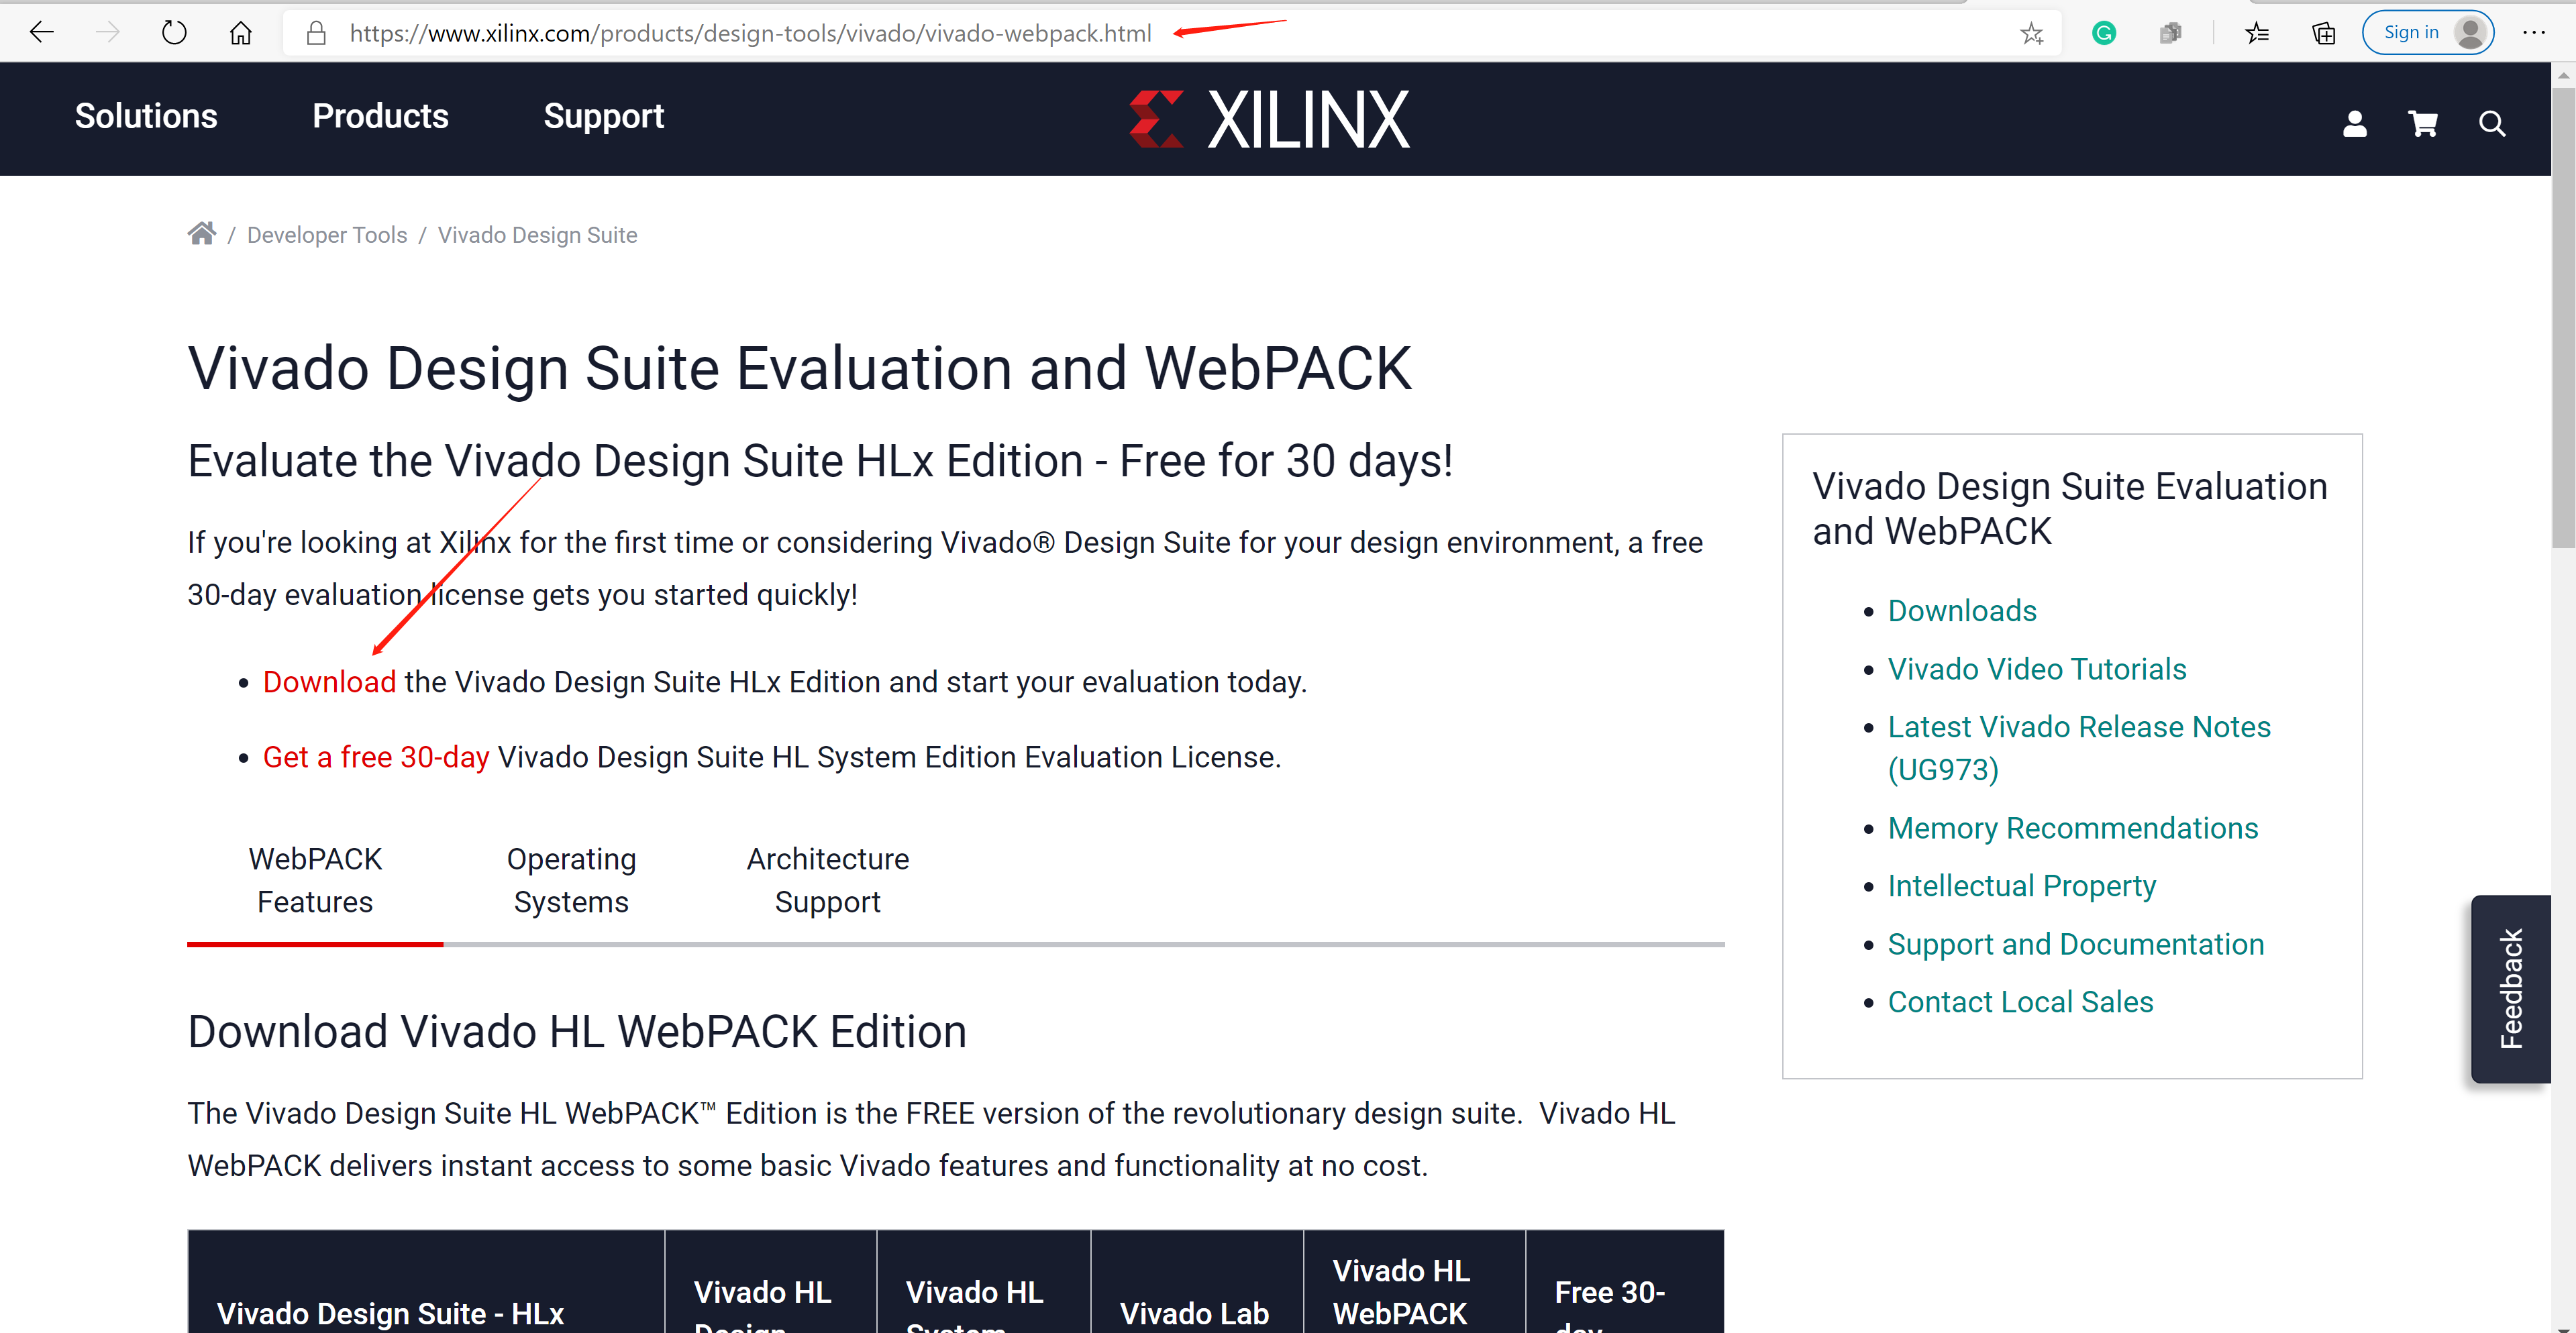 https://www.xilinx.com/products/design-tools/vivado/vivado-webpack.html
Sign in
Solutions
Products
Support
XILINX
/ Developer Tools / Vivado Design Suite
Vivado Design Suite Evaluation and WebPACK
Evaluate the Vivado Design Suite HLx Edition - Free for 30 days!
If you're looking at Xilinx for the first time or considering Vivado® Design Suite for your design environment, a free
30-day evaluation license gets you started quickly!
• Download the Vivado Design Suite HLx Edition and start your evaluation today.
• Get a free 30-day Vivado Design Suite HL System Edition Evaluation License.
WebPACK
Features
Operating
Systems
Architecture
Support
Download Vivado HL WebPACK Edition
The Vivado Design Suite HL WebPACK™ Edition is the FREE version of the revolutionary design suite.  Vivado HL
WebPACK delivers instant access to some basic Vivado features and functionality at no cost.
Vivado Design Suite - HLx
Vivado HL
Design
Vivado HL
System
Vivado Lab
Vivado HL
WebPACK
Free 30-
day
Vivado Design Suite Evaluation
and WebPACK
• Downloads
• Vivado Video Tutorials
• Latest Vivado Release Notes
(UG973)
• Memory Recommendations
• Intellectual Property
• Support and Documentation
• Contact Local Sales
Feedback